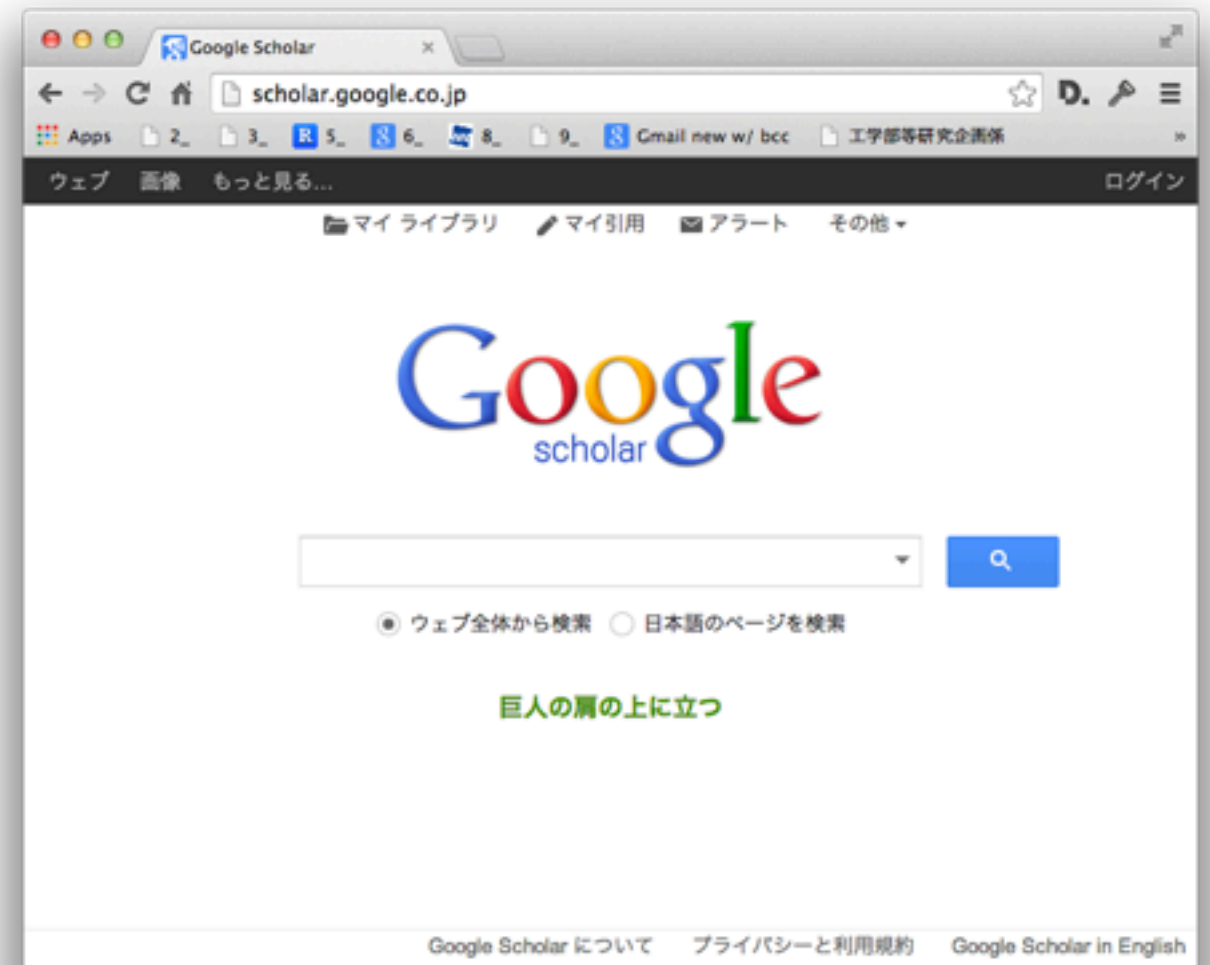 Google Scholar
scholar.google.co.jp D.
Apps 2_ 3_ R 5_ 8 6_ 8_ 9_ 8 Gmail new w/ bcc 工学部等研究企画係 »
ウェブ 画像 もっと見る... ログイン
マイ ライブラリ マイ引用 アラート その他
Google
scholar
ウェブ全体から検索 日本語のページを検索
巨人の肩の上に立つ
Google Scholar について プライバシーと利用規約 Google Scholar in English